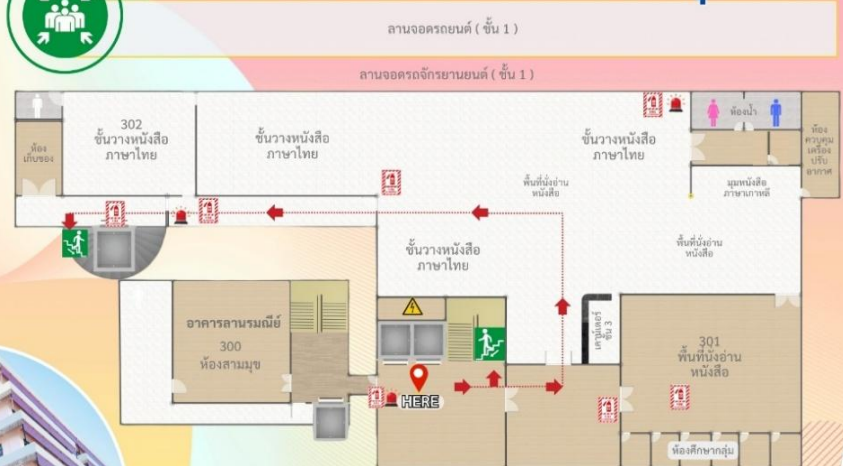 ลานจอดรถยนต์ ( ชั้น 1 )
ลานจอดรถจักรยานยนต์ ( ชั้น 1 )
302
ชั้นวางหนังสือ
ภาษาไทย
ชั้นวางหนังสือ
ภาษาไทย
ชั้นวางหนังสือ
ภาษาไทย
ห้องน้ำ
ห้อง
ควบคุม
เครื่อง
ปรับ
อากาศ
ห้อง
เก็บของ
พื้นที่นั่งอ่าน
หนังสือ
มุมหนังสือ
ภาษาเกาหลี
ชั้นวางหนังสือ
ภาษาไทย
พื้นที่นั่งอ่าน
หนังสือ
อาคารลานรมณีย์
300
ห้องสามมุข
เคาน์เตอร์
ชั้น 3
301
พื้นที่นั่งอ่าน
หนังสือ
HERE
ห้องศึกษากลุ่ม